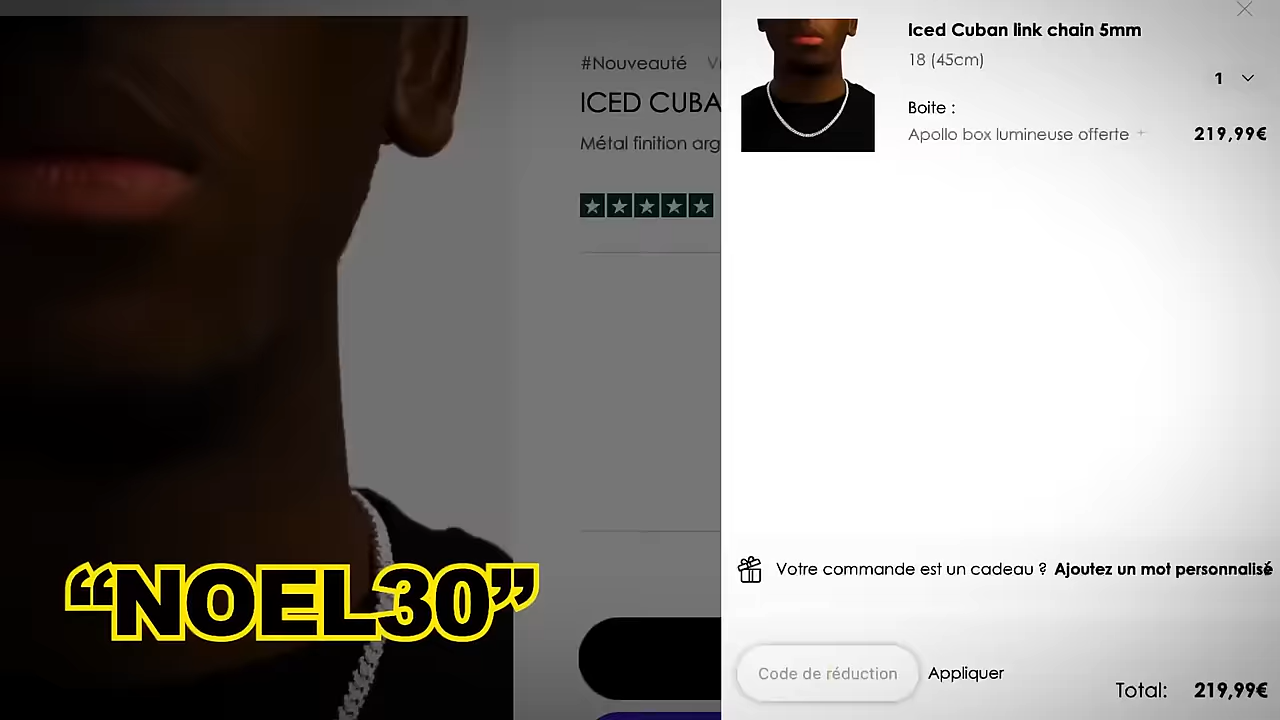 #Nouveauté
ICED CUBA
Métal finition arg
Iced Cuban link chain 5mm
18 (45cm)
1
Boite :
Apollo box lumineuse offerte
219,99€
“NOEL30”
Votre commande est un cadeau ? Ajoutez un mot personnalisé
Code de réduction
Appliquer
Total: 219,99€